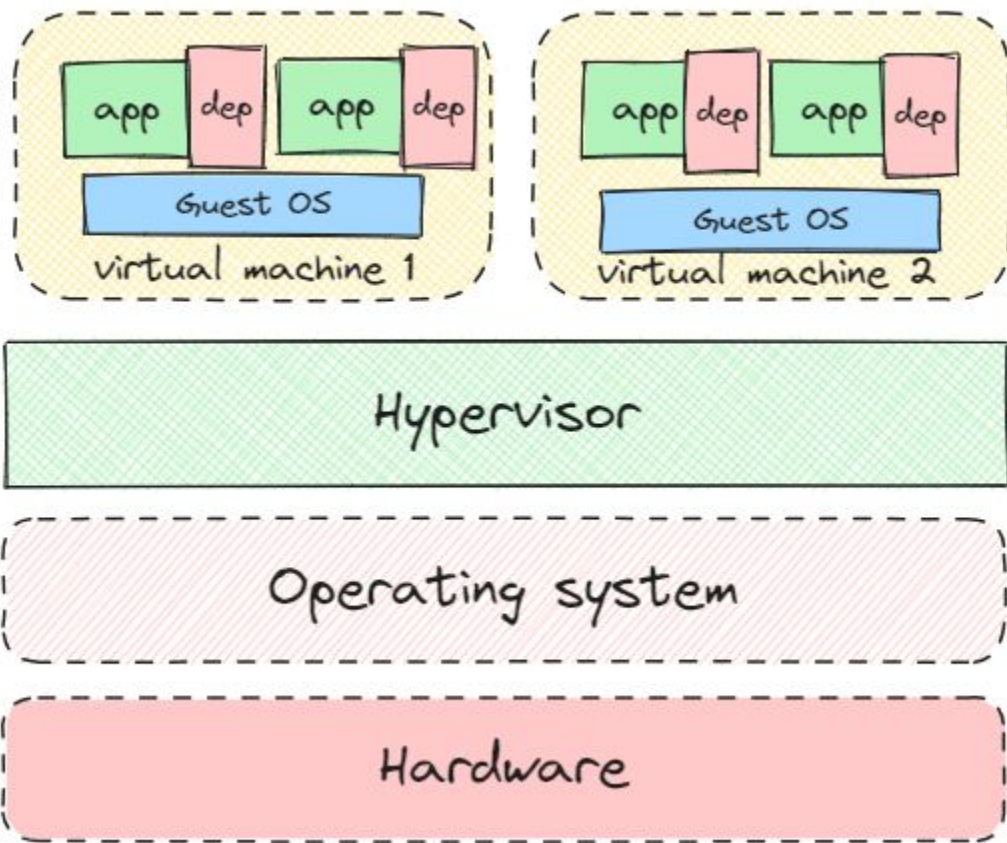 app dep app dep
Guest OS
virtual machine 1
app dep app dep
Guest OS
virtual machine 2
Hypervisor
Operating system
Hardware